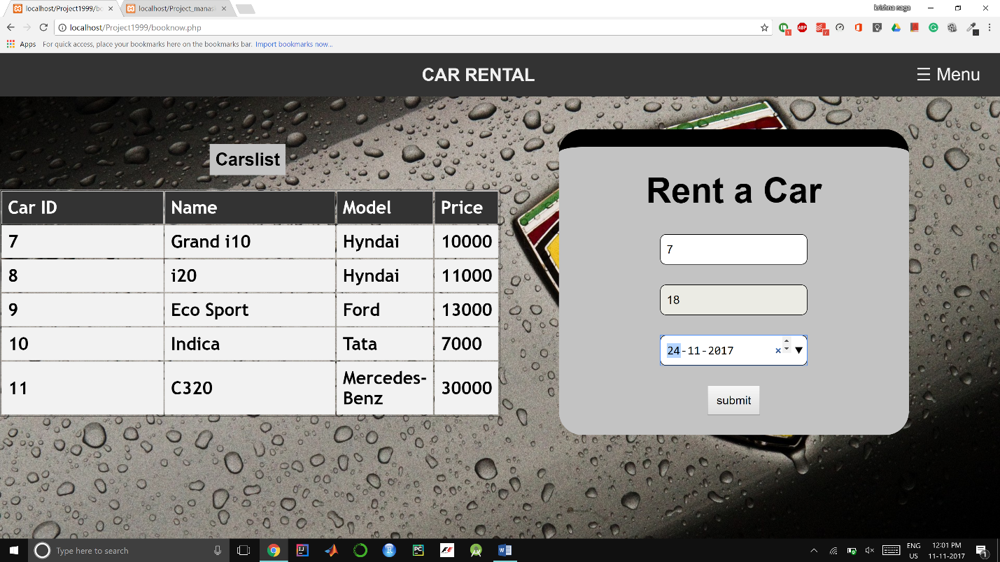 localhost/Project1999/bo
localhost/Project_manas
krishna naga
localhost/Project1999/booknow.php
Apps For quick access, place your bookmarks here on the bookmarks bar. Import bookmarks now...
CAR RENTAL
☰ Menu
Carslist
Car ID Name Model Price
7 Grand i10 Hyndai 10000
8 i20 Hyndai 11000
9 Eco Sport Ford 13000
10 Indica Tata 7000
11 C320 Mercedes-
Benz 30000
Rent a Car
7
18
24-11-2017
submit
Type here to search
ENG
US
12:01 PM
11-11-2017